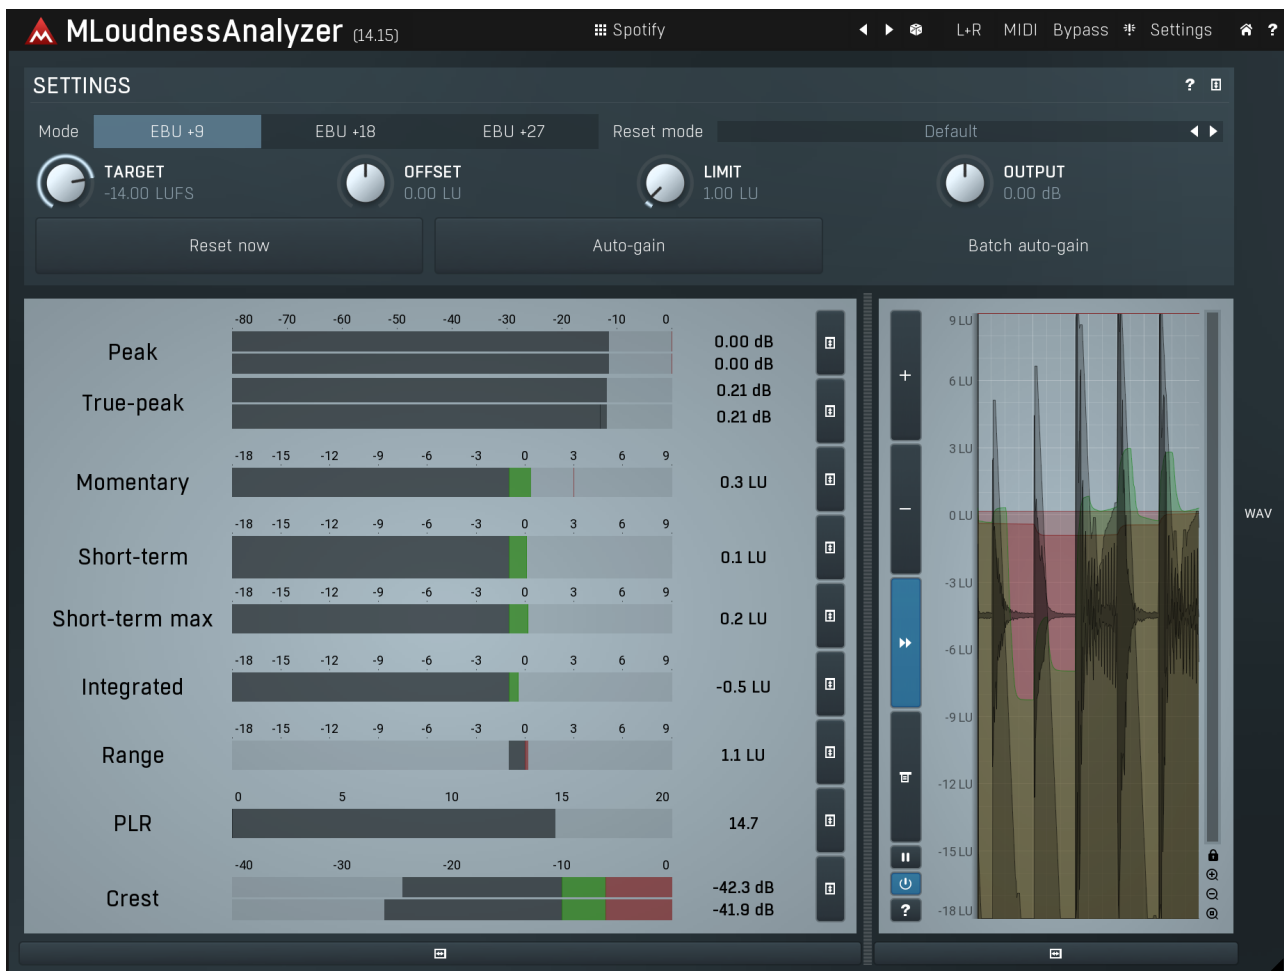 MLoudnessAnalyzer (14.15)
Spotify
L+R MIDI Bypass Settings ?
SETTINGS
?
Mode EBU +9 EBU +18 EBU +27 Reset mode Default
TARGET
-14.00 LUFS
OFFSET
0.00 LU
LIMIT
1.00 LU
OUTPUT
0.00 dB
Reset now Auto-gain Batch auto-gain
-80 -70 -60 -50 -40 -30 -20 -10 0
Peak
0.00 dB
0.00 dB
True-peak
0.21 dB
0.21 dB
-18 -15 -12 -9 -6 -3 0 3 6 9
Momentary 0.3 LU
-18 -15 -12 -9 -6 -3 0 3 6 9
Short-term 0.1 LU
-18 -15 -12 -9 -6 -3 0 3 6 9
Short-term max 0.2 LU
-18 -15 -12 -9 -6 -3 0 3 6 9
Integrated -0.5 LU
-18 -15 -12 -9 -6 -3 0 3 6 9
Range 1.1 LU
0 5 10 15 20
PLR 14.7
-40 -30 -20 -10 0
Crest
-42.3 dB
-41.9 dB
+
−
?
9 LU
6 LU
3 LU
0 LU
-3 LU
-6 LU
-9 LU
-12 LU
-15 LU
-18 LU
WAV